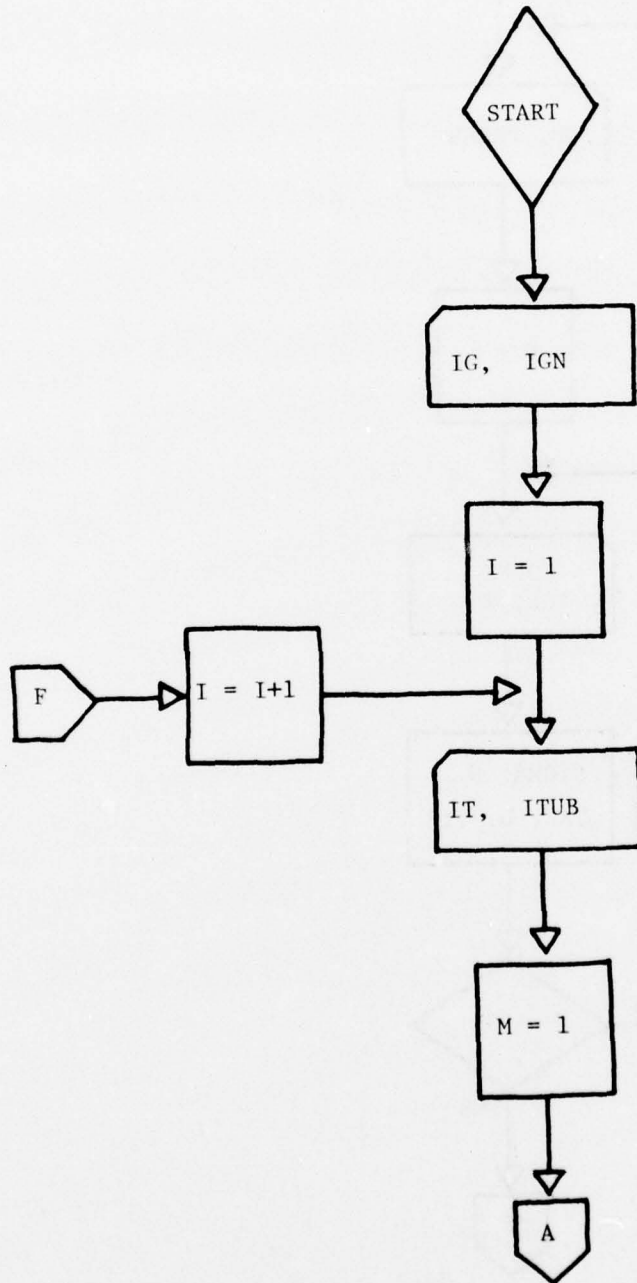 START
IG, IGN
I = 1
F
I = I+1
IT, ITUB
M = 1
A